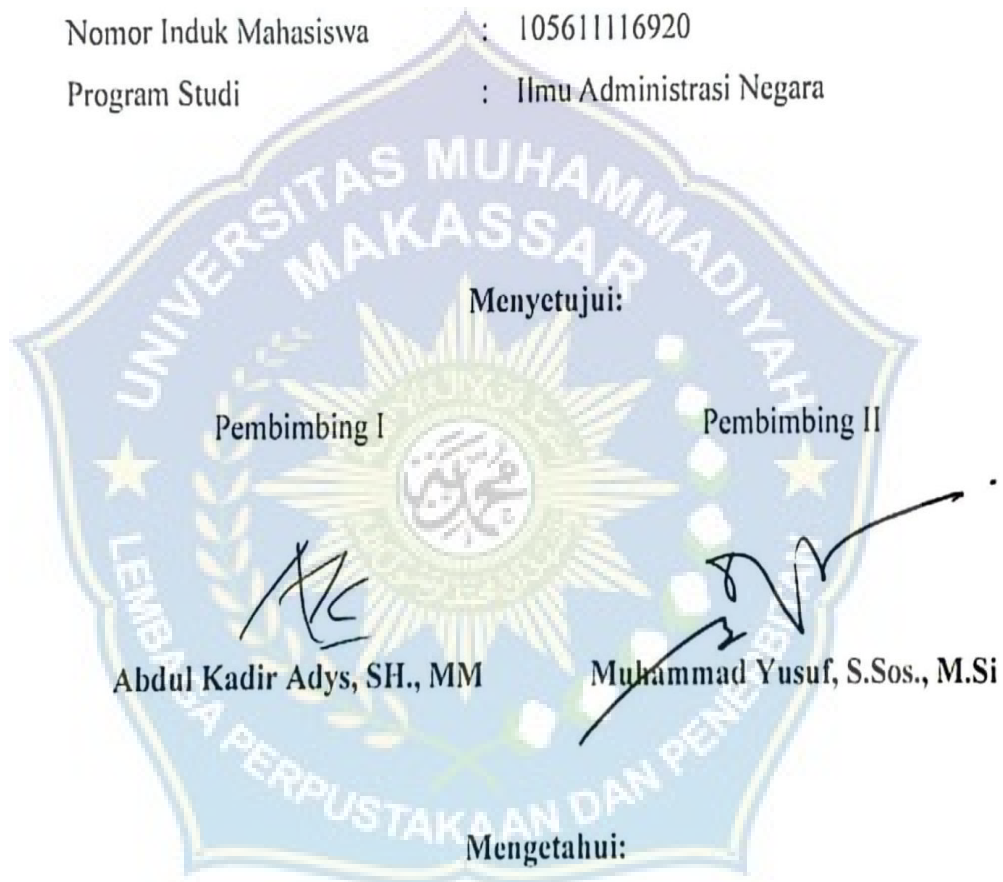 Nomor Induk Mahasiswa : 105611116920
Program Studi : Ilmu Administrasi Negara
UNIVERSITAS MUHAMMADIYAH
MAKASSAR
Menyetujui:
Pembimbing I Pembimbing II
محمد
Abdul Kadir Adys, SH., MM Muhammad Yusuf, S.Sos., M.Si
LEMBAGA PERPUSTAKAAN DAN PENERBITAN
Mengetahui: